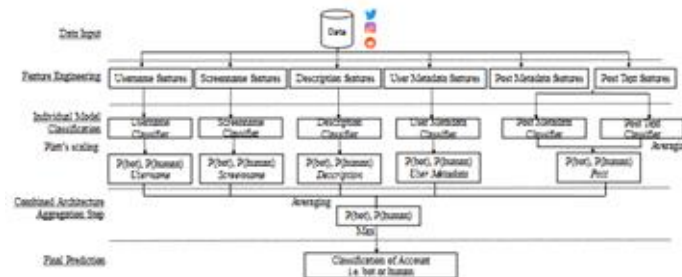 Data Input
Data
Feature Engineering
Username features
Screenname features
Description features
User Metadata features
Post Metadata features
Post Text features
Individual Model
Classification
Username
Classifier
Screenname
Classifier
Description
Classifier
User Metadata
Classifier
Post Metadata
Classifier
Post Text
Classifier
Averaging
Platt's scaling
P(bot), P(human)
Username
P(bot), P(human)
Screenname
P(bot), P(human)
Description
P(bot), P(human)
User Metadata
P(bot), P(human)
Post
Combined Architecture
Aggregation Step
Averaging
P(bot), P(human)
Max
Final Prediction
Classification of Account
i.e. bot or human